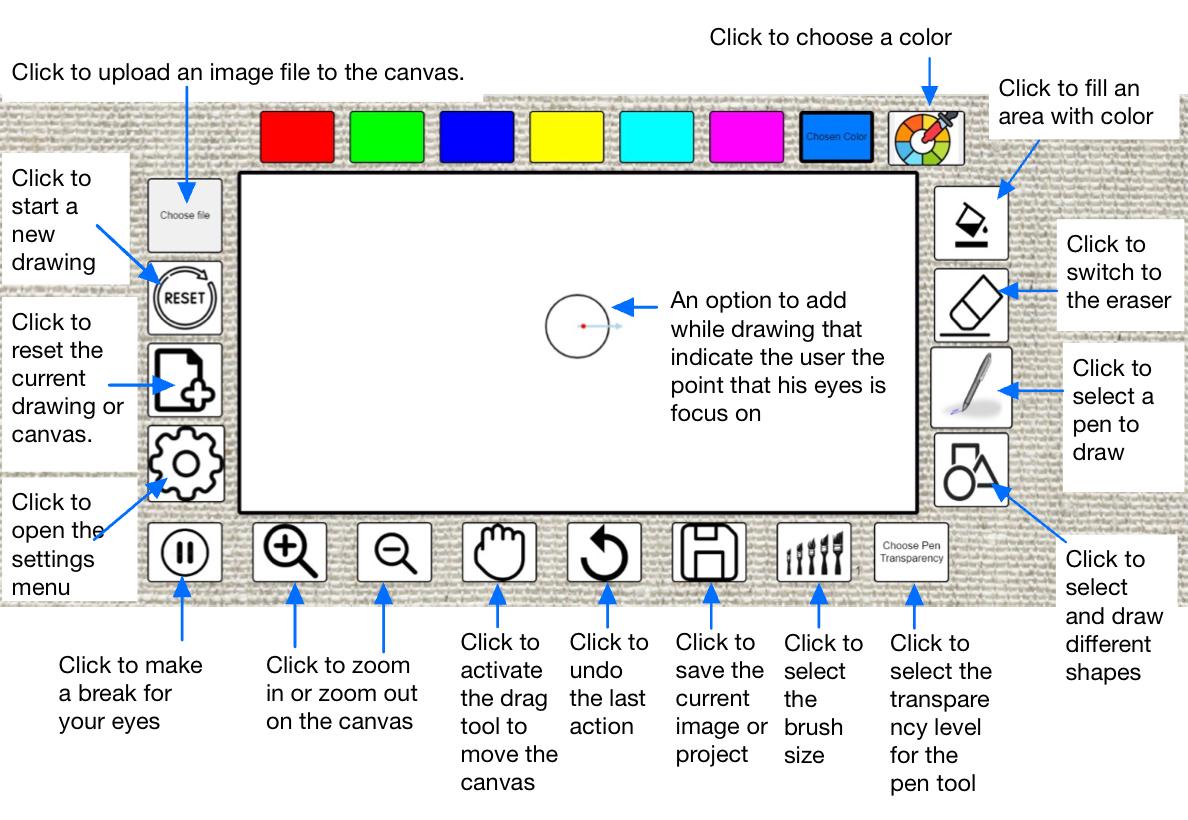 Click to choose a color
Click to upload an image file to the canvas.
Click to fill an
area with color
Chosen Color
Click to
start a
new
drawing
Choose file
RESET
Click to
switch to
the eraser
Click to
reset the
current
drawing or
canvas.
An option to add
while drawing that
indicate the user the
point that his eyes is
focus on
Click to
select a
pen to
draw
Click to
open the
settings
menu
Choose Pen
Transparency
Click to
select
and draw
different
shapes
Click to make
a break for
your eyes
Click to zoom
in or zoom out
on the canvas
Click to
activate
the drag
tool to
move the
canvas
Click to
undo
the last
action
Click to
save the
current
image or
project
Click to
select
the
brush
size
Click to
select the
transpare
ncy level
for the
pen tool